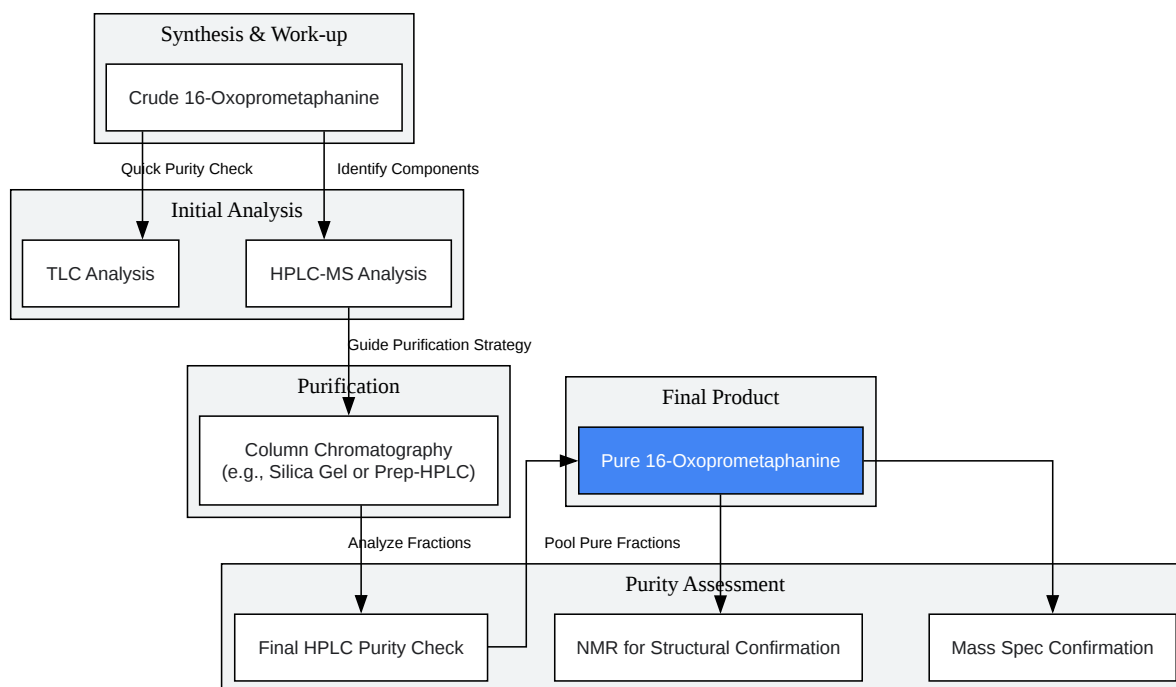 Synthesis & Work-up
Crude 16-Oxoprometaphanine
Quick Purity Check
Identify Components
Initial Analysis
TLC Analysis
HPLC-MS Analysis
Guide Purification Strategy
Purification
Final Product
Column Chromatography
(e.g., Silica Gel or Prep-HPLC)
Pure 16-Oxoprometaphanine
Analyze Fractions
Pool Pure Fractions
Purity Assessment
Final HPLC Purity Check
NMR for Structural Confirmation
Mass Spec Confirmation